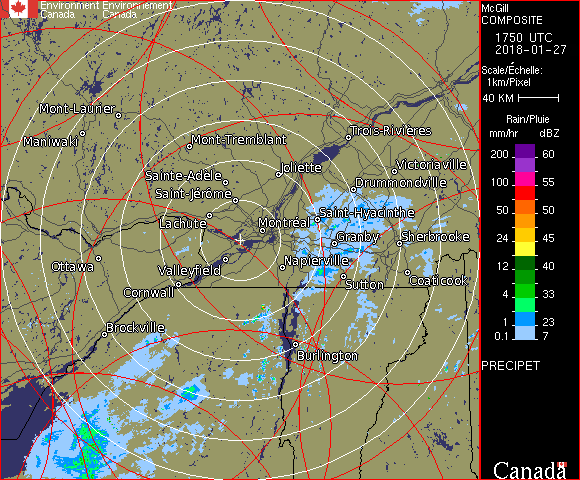 Environment Environnement
Canada Canada
Mont-Laurier
Maniwaki
Mont-Tremblant
Trois-Rivières
Sainte-Adèle
Joliette
Victoriaville
Saint-Jérôme
Drummondville
Lachute
Montréal
Saint-Hyacinthe
Granby
Sherbrooke
Ottawa
Valleyfield
Napierville
Cornwall
Sutton
Coaticook
Brockville
Burlington
McGill
COMPOSITE
1750 UTC
2018-01-27
Scale/Échelle:
1km/Pixel
40 KM
Rain/Pluie
mm/hr dBZ
200 60
150 57
100 55
50 50
24 45
12 40
4 33
1 23
0.1 7
PRECIPET
Canada